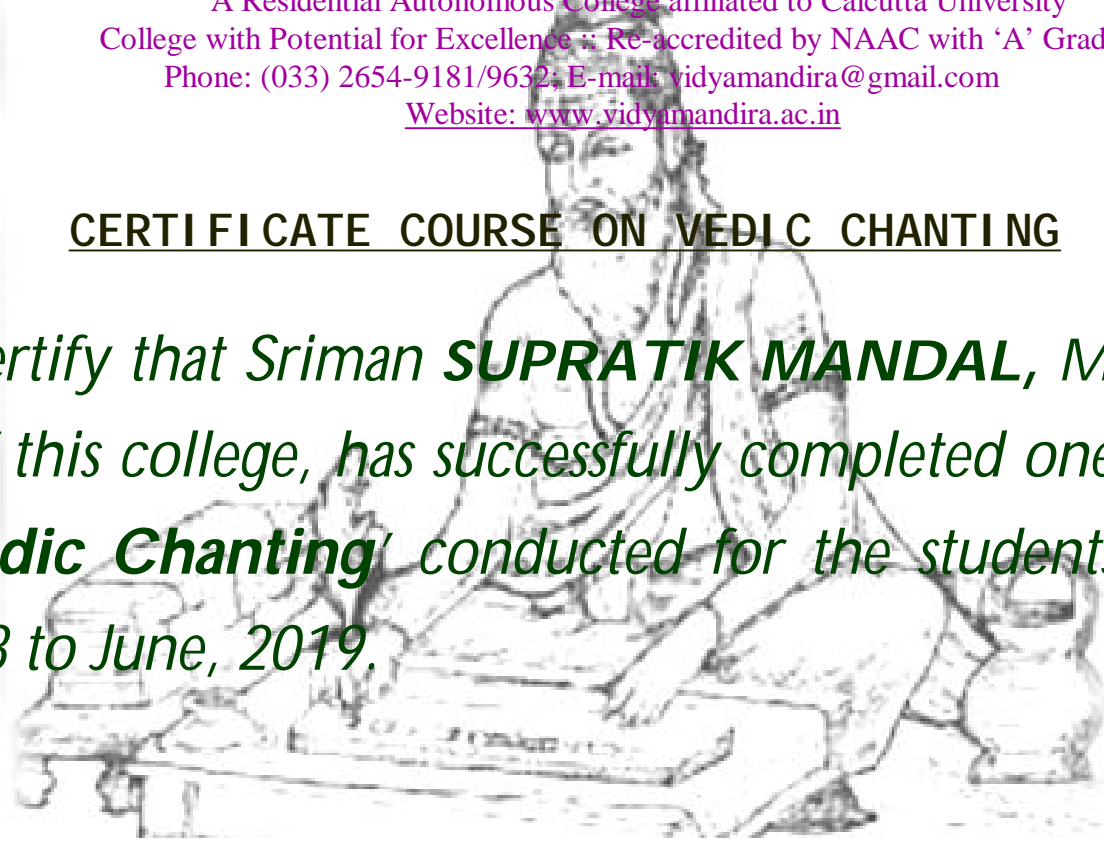 A Residential Autonomous College affiliated to Calcutta University
College with Potential for Excellence :: Re-accredited by NAAC with ‘A’ Grad
Phone: (033) 2654-9181/9632; E-mail: vidyamandira@gmail.com
Website: www.vidyamandira.ac.in
CERTIFICATE COURSE ON VEDIC CHANTING
ertify that Sriman SUPRATIK MANDAL, M
this college, has successfully completed one
dic Chanting’ conducted for the students
to June, 2019.